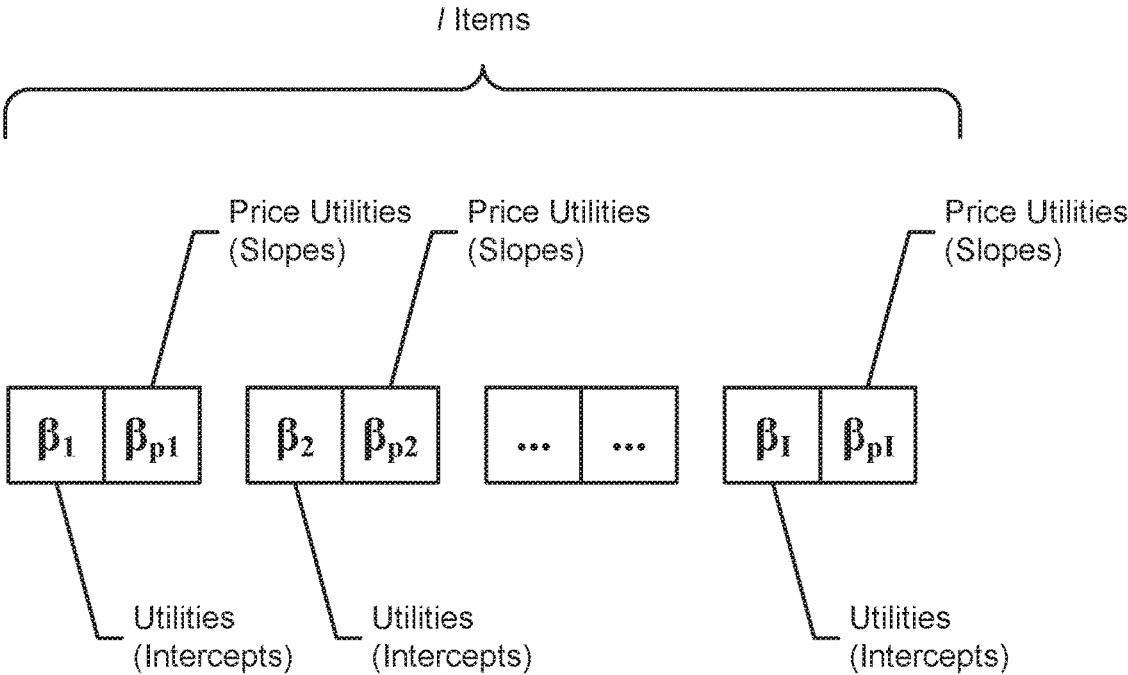 I Items
Price Utilities
(Slopes)
Price Utilities
(Slopes)
Price Utilities
(Slopes)
β1 βp1 β2 βp2 ... ... βI βpI
Utilities
(Intercepts)
Utilities
(Intercepts)
Utilities
(Intercepts)